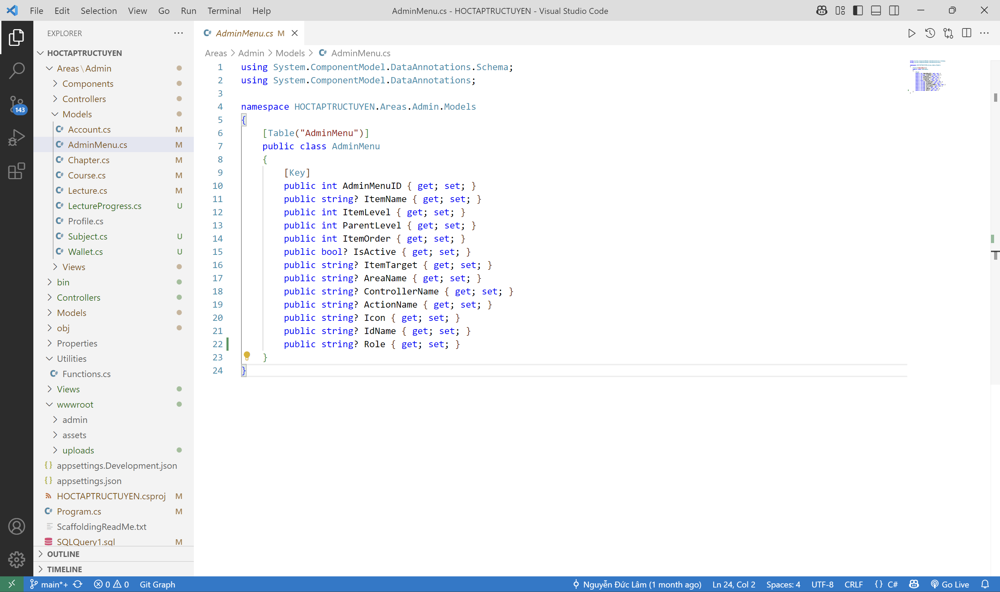 File Edit Selection View Go Run Terminal Help
AdminMenu.cs - HOCTAPTRUCTUYEN - Visual Studio Code
EXPLORER
HOCTAPTRUCTUYEN
Areas\Admin
Components
Controllers
Models
Account.cs M
AdminMenu.cs M
Chapter.cs M
Course.cs M
Lecture.cs M
LectureProgress.cs U
Profile.cs
Subject.cs U
Wallet.cs U
Views
bin
Controllers
Models
obj
Properties
Utilities
Functions.cs
Views
wwwroot
admin
assets
uploads
appsettings.Development.json
appsettings.json
HOCTAPTRUCTUYEN.csproj M
Program.cs M
ScaffoldingReadMe.txt
SQLQuery1.sql M
OUTLINE
TIMELINE
143
AdminMenu.cs M
Areas > Admin > Models > AdminMenu.cs
1 using System.ComponentModel.DataAnnotations.Schema;
2 using System.ComponentModel.DataAnnotations;
3
4 namespace HOCTAPTRUCTUYEN.Areas.Admin.Models
5 {
6 [Table("AdminMenu")]
7 public class AdminMenu
8 {
9 [Key]
10 public int AdminMenuID { get; set; }
11 public string? ItemName { get; set; }
12 public int ItemLevel { get; set; }
13 public int ParentLevel { get; set; }
14 public int ItemOrder { get; set; }
15 public bool? IsActive { get; set; }
16 public string? ItemTarget { get; set; }
17 public string? AreaName { get; set; }
18 public string? ControllerName { get; set; }
19 public string? ActionName { get; set; }
20 public string? Icon { get; set; }
21 public string? IdName { get; set; }
22 public string? Role { get; set; }
23 }
24 }
main*+ 0 0 Git Graph
Nguyễn Đức Lâm (1 month ago) Ln 24, Col 2 Spaces: 4 UTF-8 CRLF {} C# Go Live